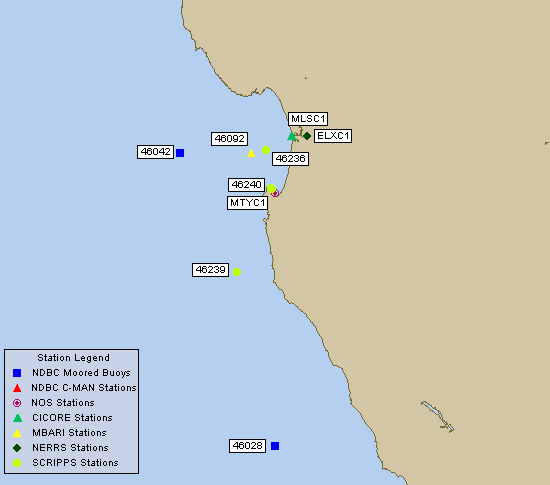 MLSC1
ELXC1
46092
46042
46236
46240
MTYC1
46239
46028
Station Legend
NDBC Moored Buoys
NDBC C-MAN Stations
NOS Stations
CICORE Stations
MBARI Stations
NERRS Stations
SCRIPPS Stations